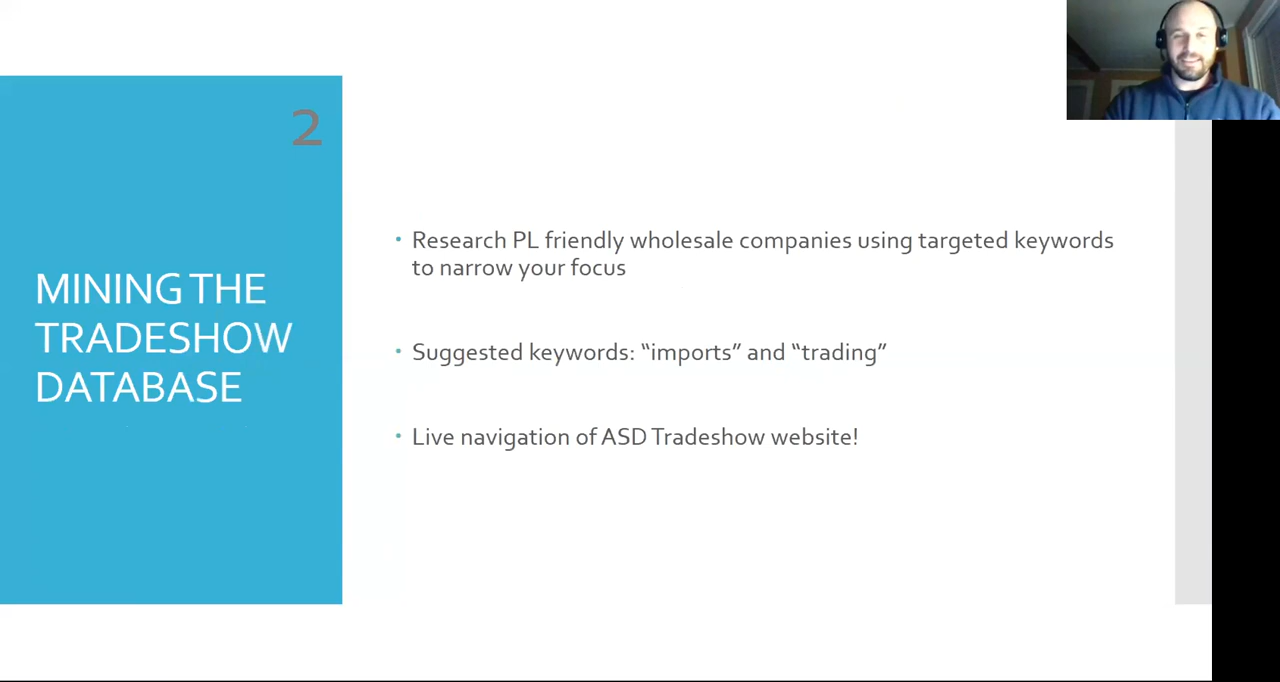 2
MINING THE
TRADESHOW
DATABASE
• Research PL friendly wholesale companies using targeted keywords
to narrow your focus
• Suggested keywords: “imports” and “trading”
• Live navigation of ASD Tradeshow website!